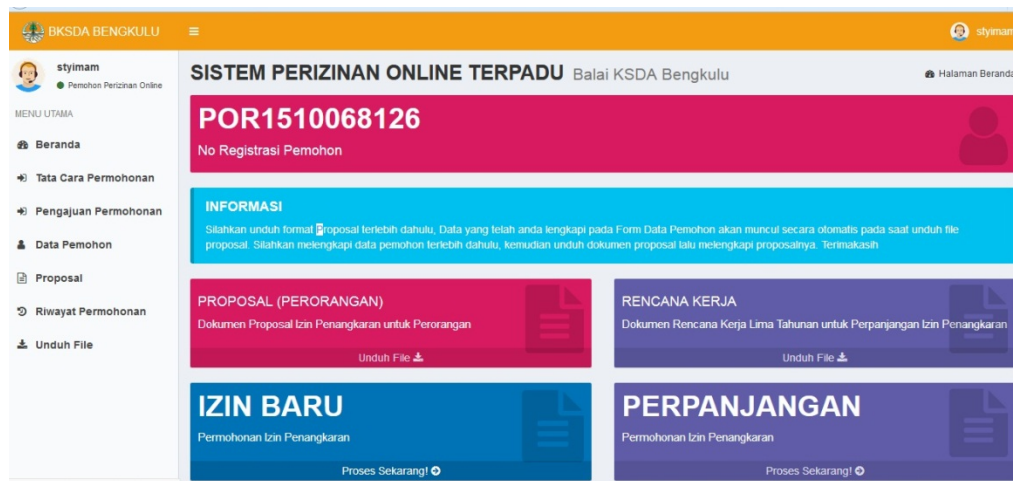 BKSDA BENGKULU
styimam
styimam
Pemohon Perizinan Online
MENU UTAMA
Beranda
Tata Cara Permohonan
Pengajuan Permohonan
Data Pemohon
Proposal
Riwayat Permohonan
Unduh File
SISTEM PERIZINAN ONLINE TERPADU Balai KSDA Bengkulu
Halaman Beranda
POR1510068126
No Registrasi Pemohon
INFORMASI
Silahkan unduh format Proposal terlebih dahulu, Data yang telah anda lengkapi pada Form Data Pemohon akan muncul secara otomatis pada saat unduh file
proposal. Silahkan melengkapi data pemohon terlebih dahulu, kemudian unduh dokumen proposal lalu melengkapi proposalnya. Terimakasih
PROPOSAL (PERORANGAN)
Dokumen Proposal Izin Penangkaran untuk Perorangan
Unduh File
RENCANA KERJA
Dokumen Rencana Kerja Lima Tahunan untuk Perpanjangan Izin Penangkaran
Unduh File
IZIN BARU
Permohonan Izin Penangkaran
Proses Sekarang!
PERPANJANGAN
Permohonan Izin Penangkaran
Proses Sekarang!